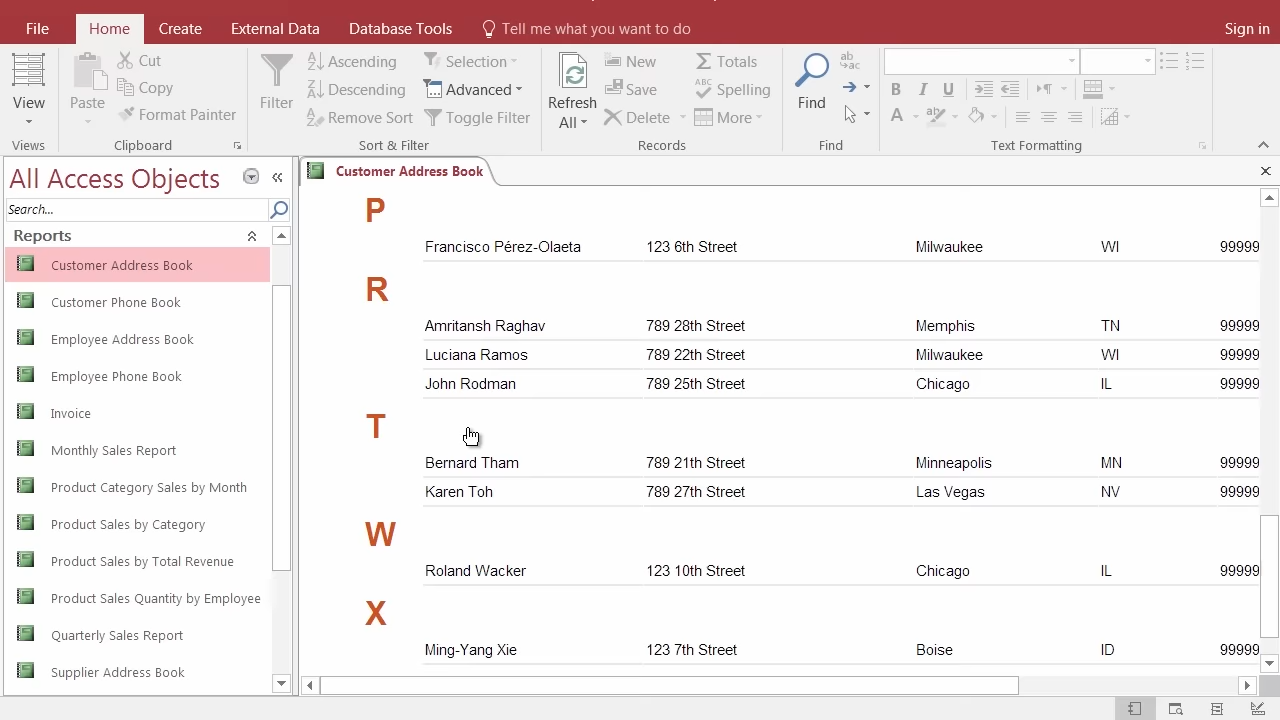 File Home Create External Data Database Tools Tell me what you want to do Sign in
View
Views
Paste
Cut
Copy
Format Painter
Clipboard
Filter
Ascending
Descending
Remove Sort
Selection
Advanced
Toggle Filter
Sort & Filter
Refresh
All
New
Save
Delete
Totals
Spelling
More
Records
Find
Find
Text Formatting
All Access Objects
Search...
Reports
Customer Address Book
Customer Phone Book
Employee Address Book
Employee Phone Book
Invoice
Monthly Sales Report
Product Category Sales by Month
Product Sales by Category
Product Sales by Total Revenue
Product Sales Quantity by Employee
Quarterly Sales Report
Supplier Address Book
Customer Address Book
P
Francisco Pérez-Olaeta 123 6th Street Milwaukee WI 99999
R
Amritansh Raghav 789 28th Street Memphis TN 99999
Luciana Ramos 789 22th Street Milwaukee WI 99999
John Rodman 789 25th Street Chicago IL 99999
T
Bernard Tham 789 21th Street Minneapolis MN 99999
Karen Toh 789 27th Street Las Vegas NV 99999
W
Roland Wacker 123 10th Street Chicago IL 99999
X
Ming-Yang Xie 123 7th Street Boise ID 99999